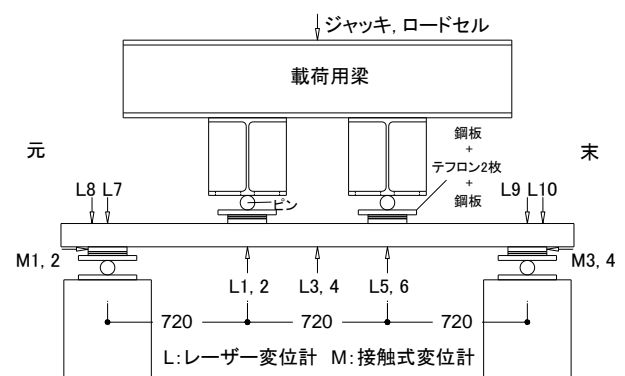 ジャッキ, ロードセル
載荷用梁
元
鋼板
+
テフロン2枚
+
鋼板
末
L8 L7
ピン
L9 L10
M1, 2
M3, 4
L1, 2
L3, 4
L5, 6
720
720
720
L:レーザー変位計 M:接触式変位計